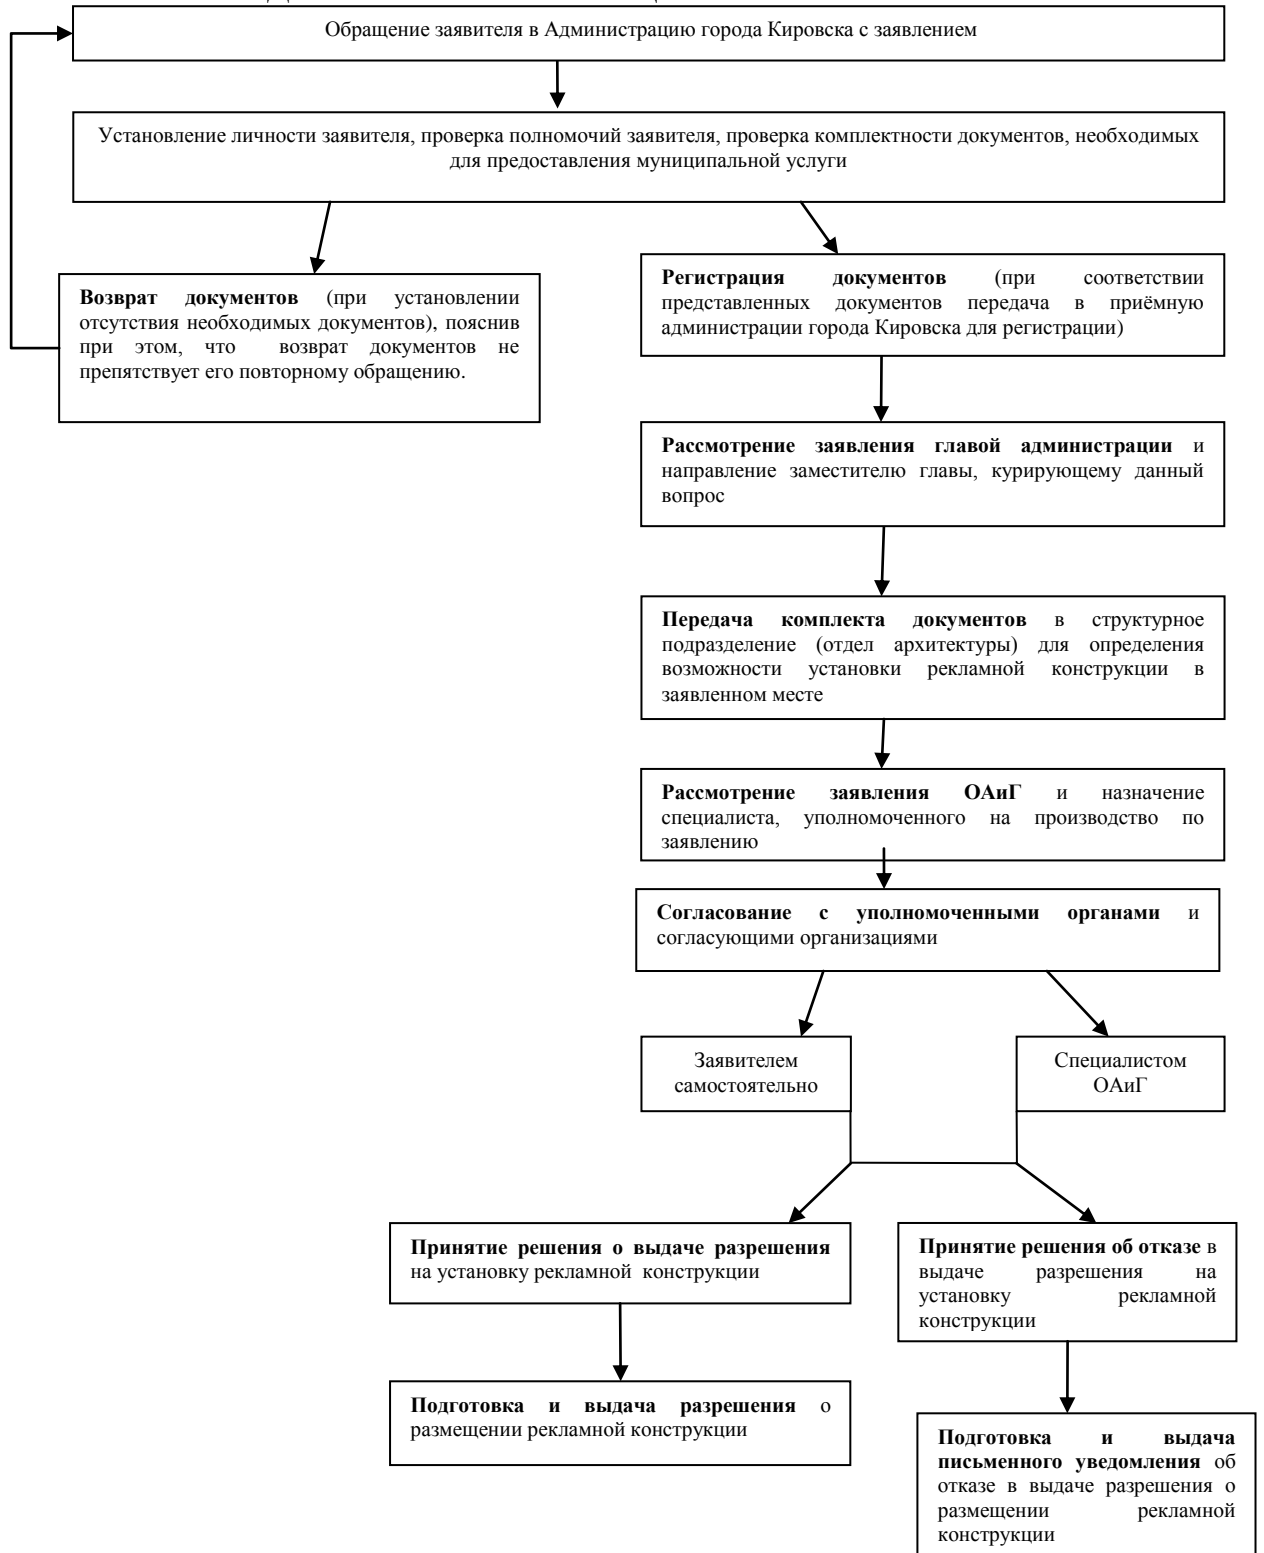 Обращение заявителя в Администрацию города Кировска с заявлением
Установление личности заявителя, проверка полномочий заявителя, проверка комплектности документов, необходимых
для предоставления муниципальной услуги
Возврат документов (при установлении
отсутствия необходимых документов), пояснив
при этом, что возврат документов не
препятствует его повторному обращению.
Регистрация документов (при соответствии
представленных документов передача в приёмную
администрации города Кировска для регистрации)
Рассмотрение заявления главой администрации и
направление заместителю главы, курирующему данный
вопрос
Передача комплекта документов в структурное
подразделение (отдел архитектуры) для определения
возможности установки рекламной конструкции в
заявленном месте
Рассмотрение заявления ОАиГ и назначение
специалиста, уполномоченного на производство по
заявлению
Согласование с уполномоченными органами и
согласующими организациями
Заявителем
самостоятельно
Специалистом
ОАиГ
Принятие решения о выдаче разрешения
на установку рекламной конструкции
Принятие решения об отказе в
выдаче разрешения на
установку рекламной
конструкции
Подготовка и выдача разрешения о
размещении рекламной конструкции
Подготовка и выдача
письменного уведомления об
отказе в выдаче разрешения о
размещении рекламной
конструкции